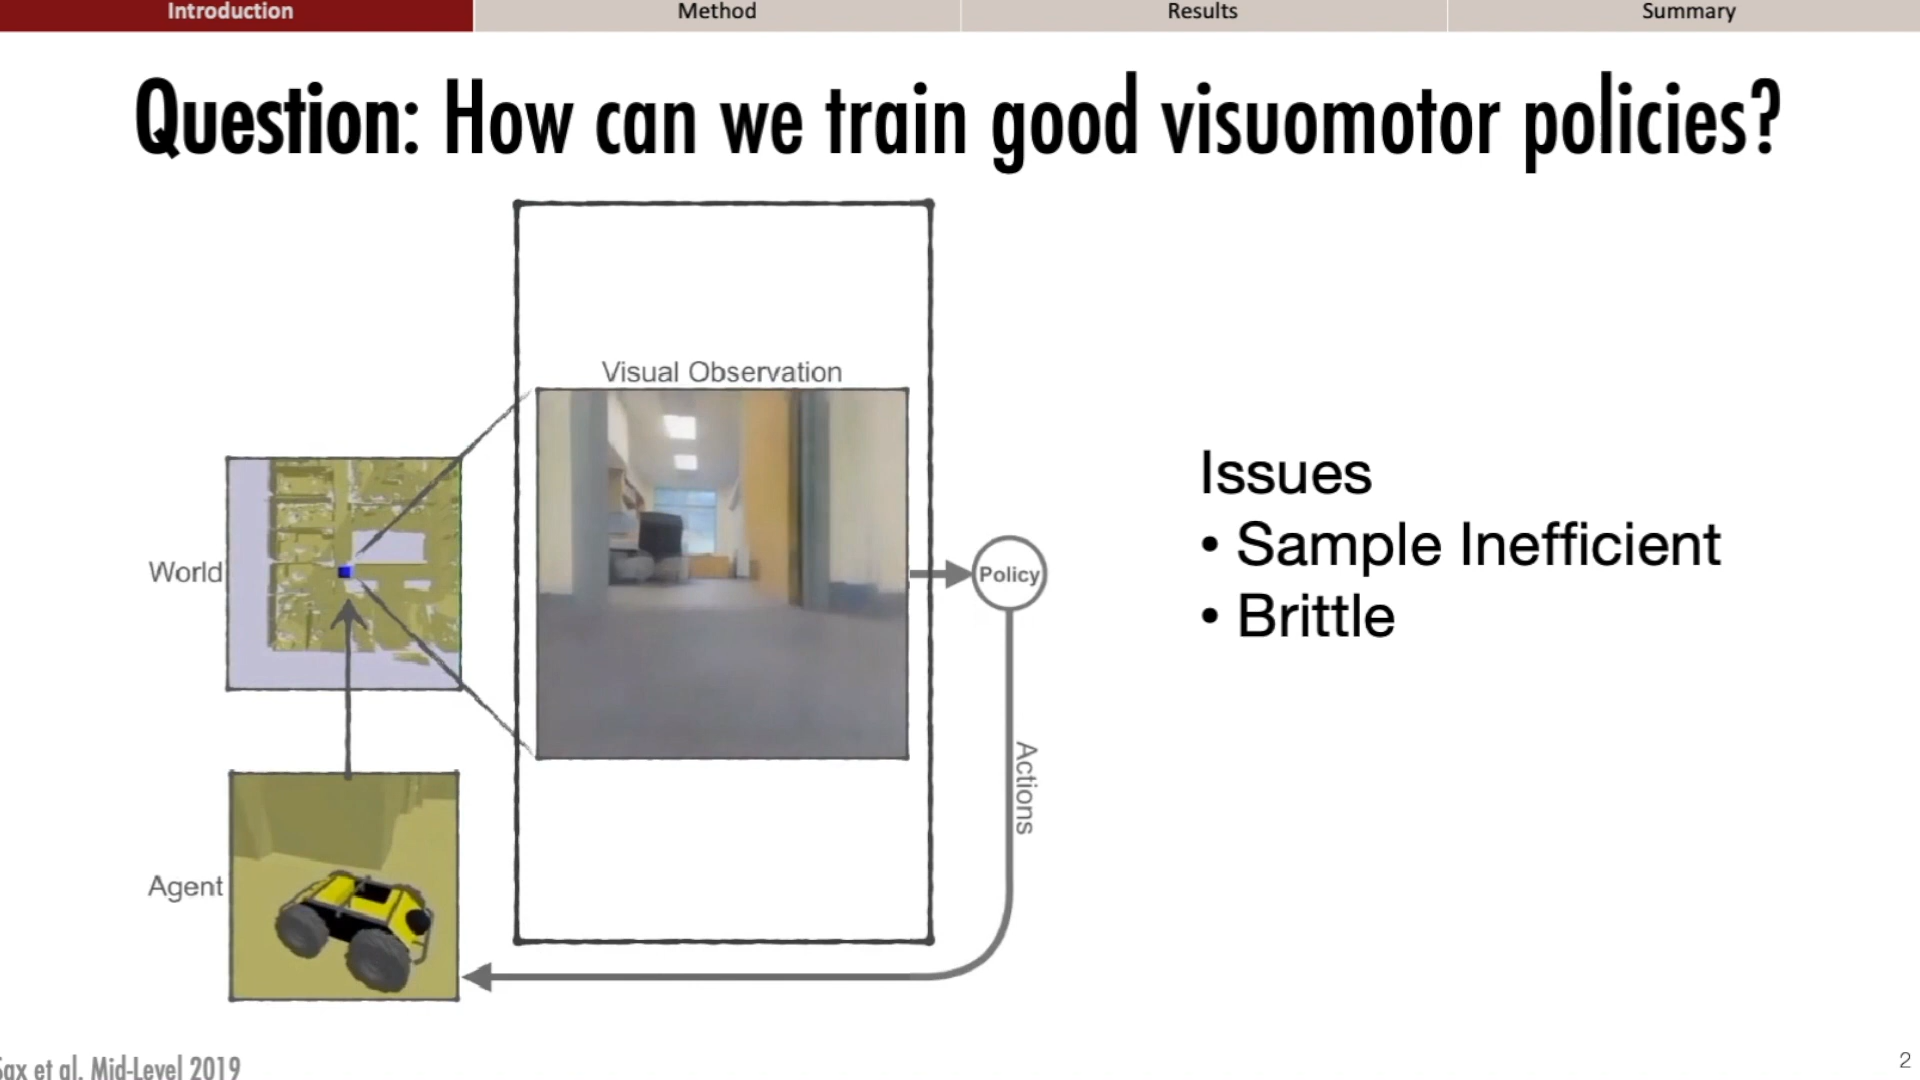 Introduction
Method
Results
Summary
Question: How can we train good visuomotor policies?
Visual Observation
World
Policy
Actions
Agent
Issues
• Sample Inefficient
• Brittle
Sax et al. Mid-Level 2019
2